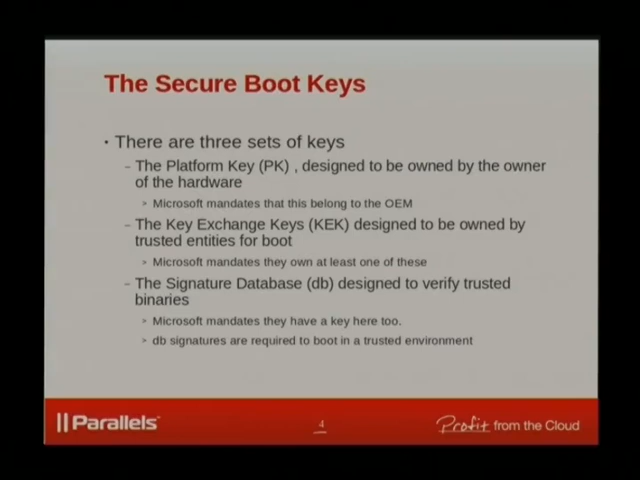 The Secure Boot Keys
• There are three sets of keys
– The Platform Key (PK) , designed to be owned by the owner
of the hardware
> Microsoft mandates that this belong to the OEM
– The Key Exchange Keys (KEK) designed to be owned by
trusted entities for boot
> Microsoft mandates they own at least one of these
– The Signature Database (db) designed to verify trusted
binaries
> Microsoft mandates they have a key here too.
> db signatures are required to boot in a trusted environment
Parallels
4
Profit from the Cloud